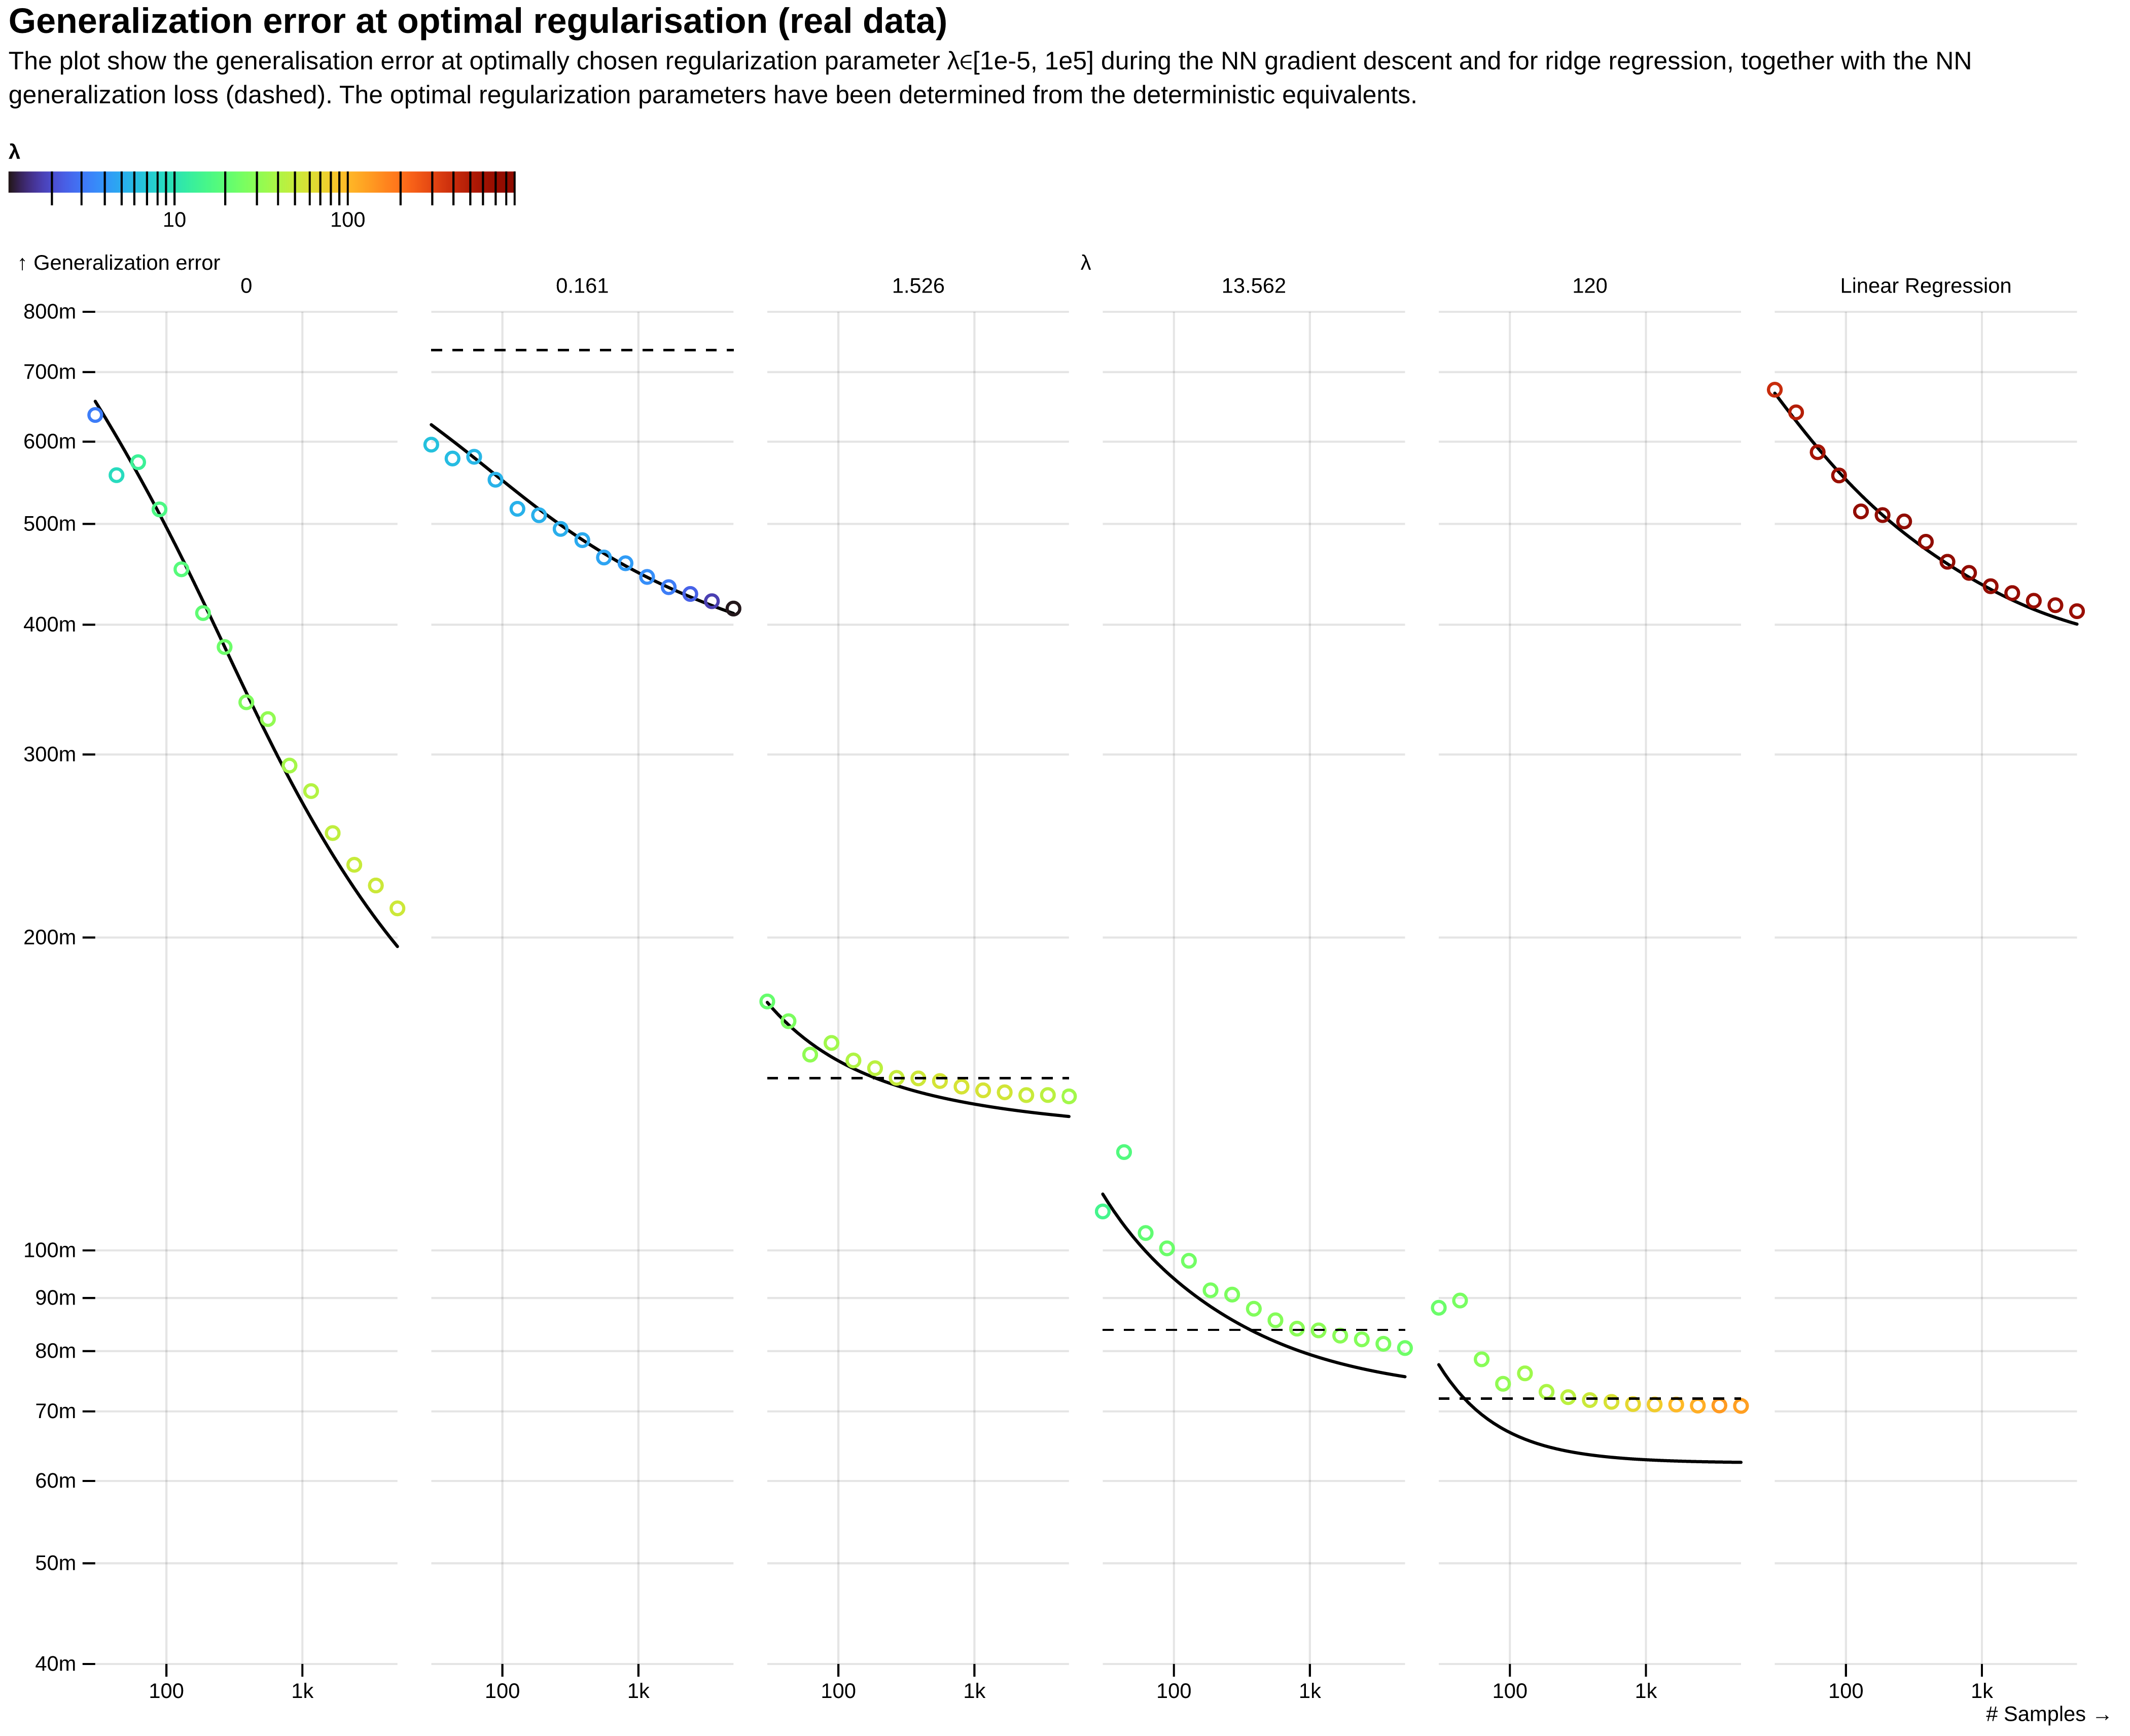 Generalization error at optimal regularisation (real data)
The plot show the generalisation error at optimally chosen regularization parameter λ∈[1e-5, 1e5] during the NN gradient descent and for ridge regression, together with the NN
generalization loss (dashed). The optimal regularization parameters have been determined from the deterministic equivalents.
λ
10 100
↑ Generalization error λ
0 0.161 1.526 13.562 120 Linear Regression
800m
700m
600m
500m
400m
300m
200m
100m
90m
80m
70m
60m
50m
40m
100 1k 100 1k 100 1k 100 1k 100 1k 100 1k
# Samples →